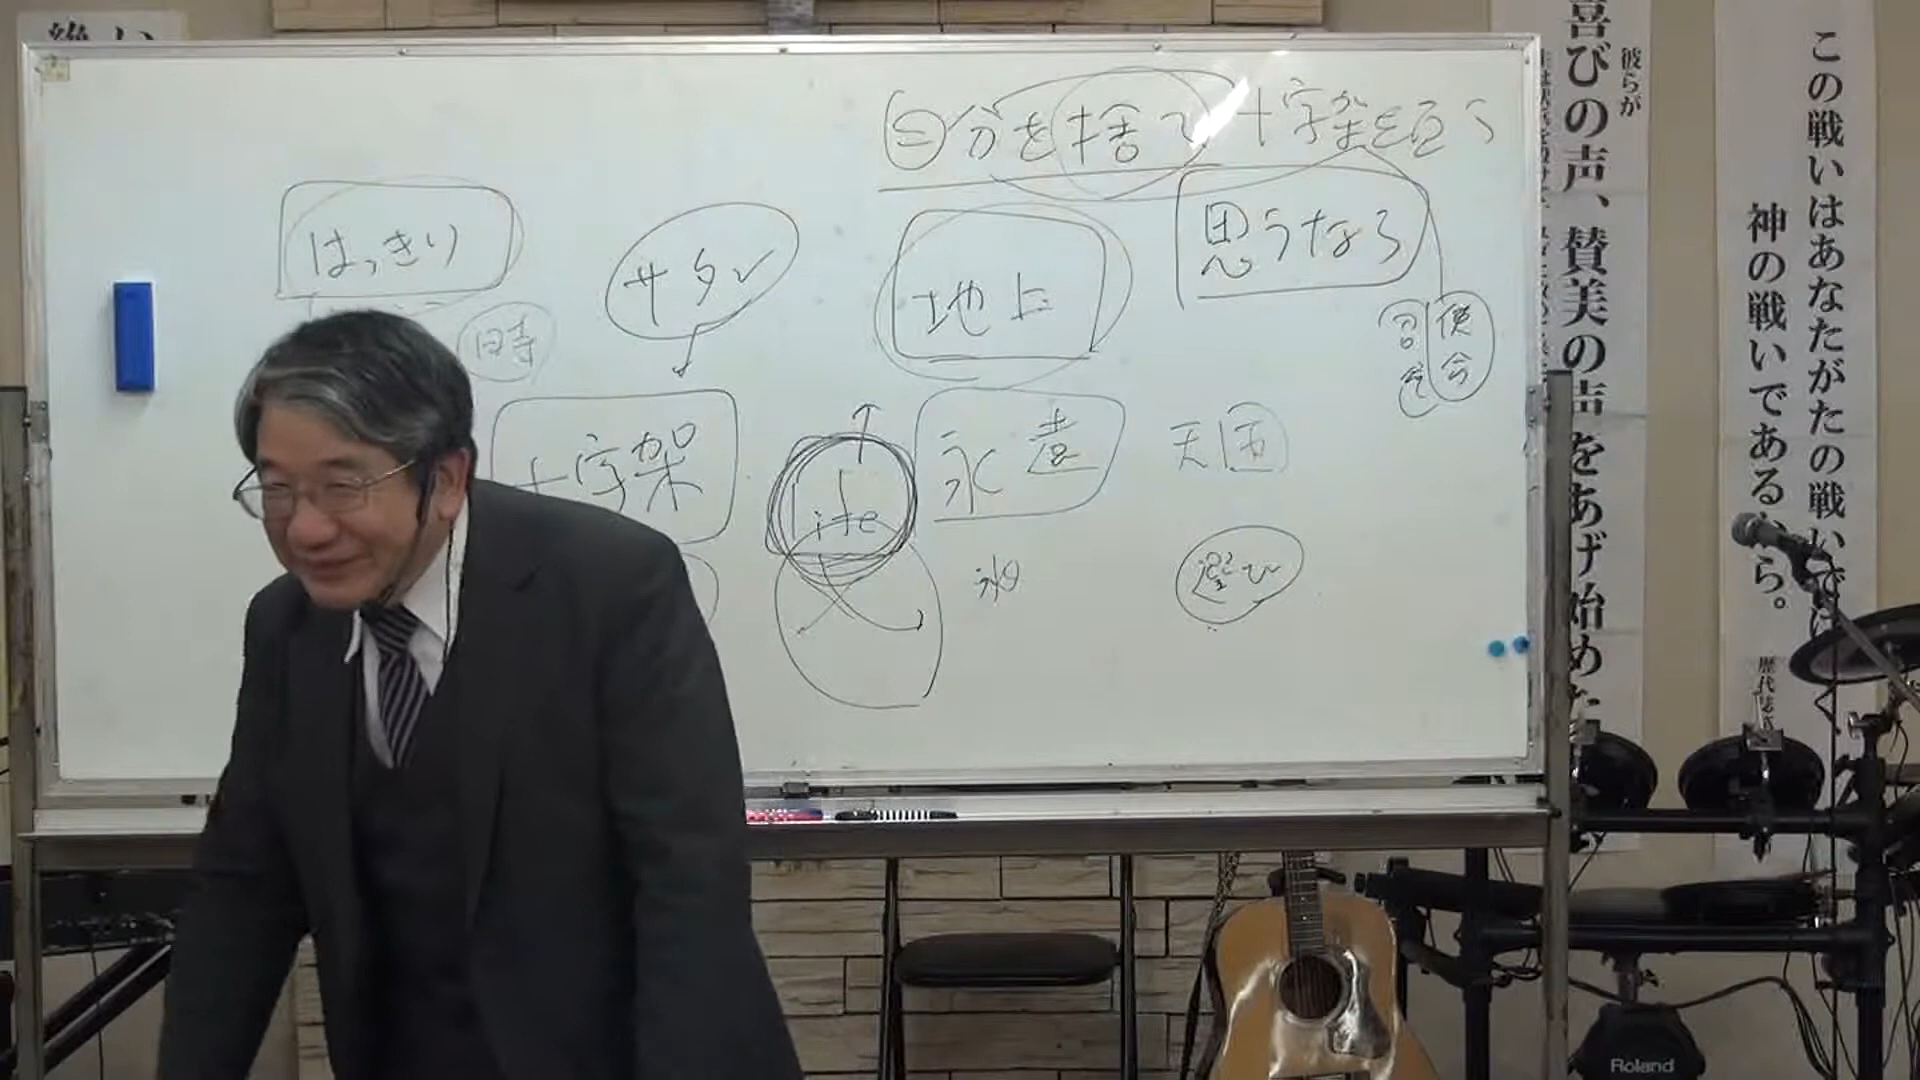 自分を捨て十字架を負う
はっきり
サタン
地上
思うなら
同時
使命
十字架
life
永遠
天国
選び
彼らが
喜びの声、賛美の声をあげ始めた
この戦いはあなたがたの戦いでは
神の戦いであるから。
Roland